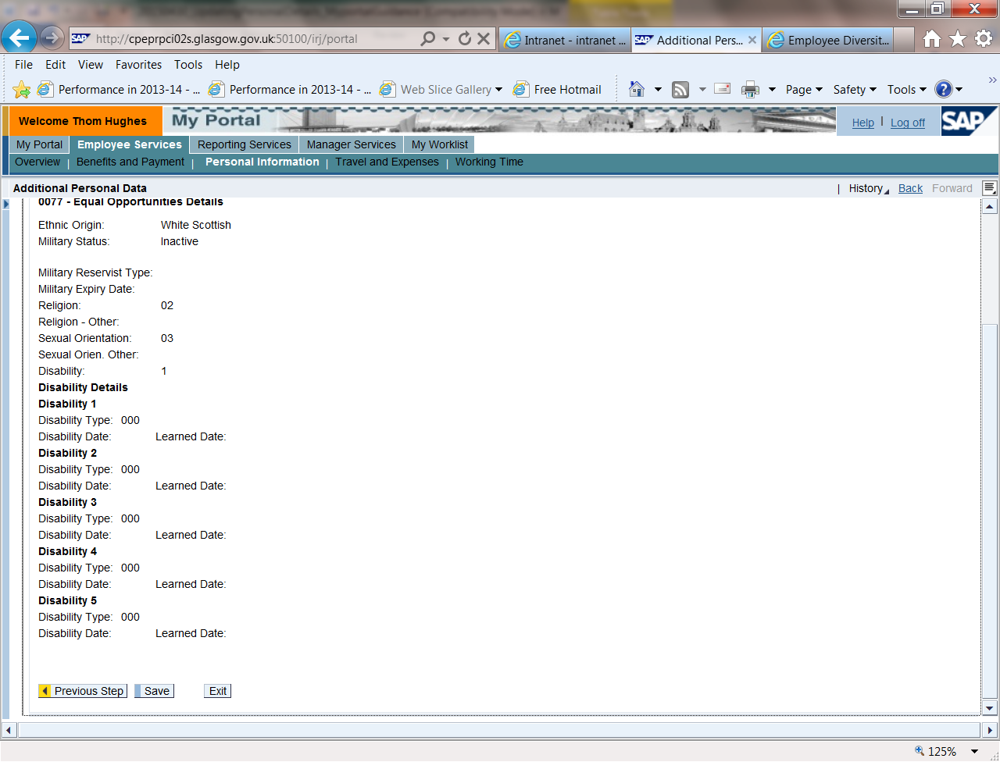 SAP http://cpeprpci02s.glasgow.gov.uk:50100/irj/portal Intranet - intranet ... SAP Additional Pers... Employee Diversit...
File Edit View Favorites Tools Help
Performance in 2013-14 - ... Performance in 2013-14 - ... Web Slice Gallery Free Hotmail Page Safety Tools
Welcome Thom Hughes My Portal Help | Log off SAP
My Portal Employee Services Reporting Services Manager Services My Worklist
Overview | Benefits and Payment | Personal Information | Travel and Expenses | Working Time
Additional Personal Data | History Back Forward
0077 - Equal Opportunities Details
Ethnic Origin: White Scottish
Military Status: Inactive
Military Reservist Type:
Military Expiry Date:
Religion: 02
Religion - Other:
Sexual Orientation: 03
Sexual Orien. Other:
Disability: 1
Disability Details
Disability 1
Disability Type: 000
Disability Date: Learned Date:
Disability 2
Disability Type: 000
Disability Date: Learned Date:
Disability 3
Disability Type: 000
Disability Date: Learned Date:
Disability 4
Disability Type: 000
Disability Date: Learned Date:
Disability 5
Disability Type: 000
Disability Date: Learned Date:
Previous Step Save Exit
125%